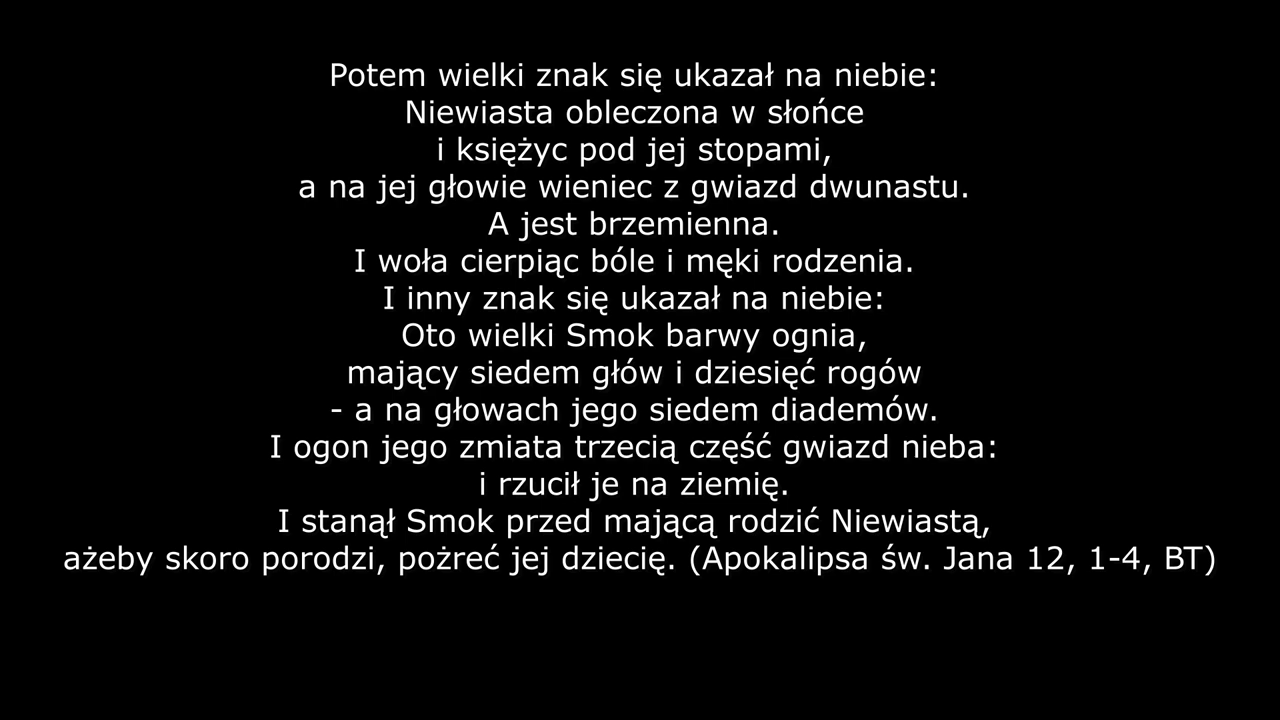 Potem wielki znak się ukazał na niebie:
Niewiasta obleczona w słońce
i księżyc pod jej stopami,
a na jej głowie wieniec z gwiazd dwunastu.
A jest brzemienna.
I woła cierpiąc bóle i męki rodzenia.
I inny znak się ukazał na niebie:
Oto wielki Smok barwy ognia,
mający siedem głów i dziesięć rogów
- a na głowach jego siedem diademów.
I ogon jego zmiata trzecią część gwiazd nieba:
i rzucił je na ziemię.
I stanął Smok przed mającą rodzić Niewiastą,
ażeby skoro porodzi, pożreć jej dziecię. (Apokalipsa św. Jana 12, 1-4, BT)